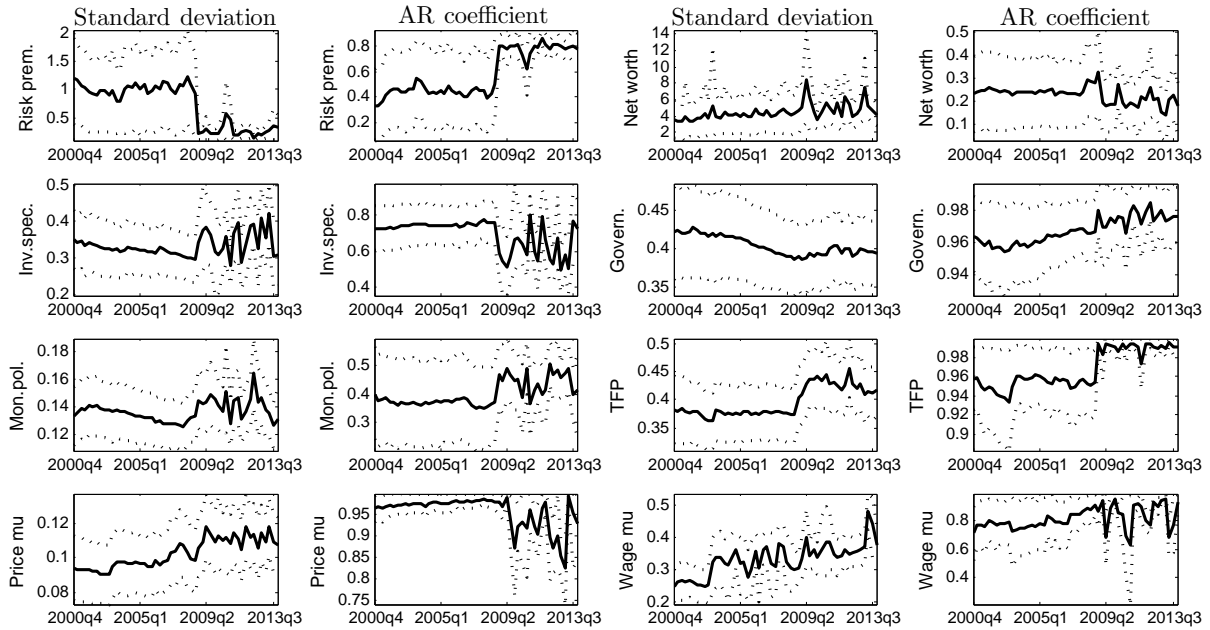 Standard deviation AR coefficient Standard deviation AR coefficient
Risk prem.
2
1.5
1
0.5
2000q4 2005q1 2009q2 2013q3
Risk prem.
0.8
0.6
0.4
0.2
2000q4 2005q1 2009q2 2013q3
Net worth
14
12
10
8
6
4
2
2000q4 2005q1 2009q2 2013q3
Net worth
0.5
0.4
0.3
0.2
0.1
2000q4 2005q1 2009q2 2013q3
Inv.spec.
0.5
0.4
0.3
0.2
2000q4 2005q1 2009q2 2013q3
Inv.spec.
0.8
0.6
0.4
2000q4 2005q1 2009q2 2013q3
Govern.
0.45
0.4
0.35
2000q4 2005q1 2009q2 2013q3
Govern.
0.98
0.96
0.94
2000q4 2005q1 2009q2 2013q3
Mon.pol.
0.18
0.16
0.14
0.12
2000q4 2005q1 2009q2 2013q3
Mon.pol.
0.5
0.4
0.3
2000q4 2005q1 2009q2 2013q3
TFP
0.5
0.45
0.4
0.35
2000q4 2005q1 2009q2 2013q3
TFP
0.98
0.96
0.94
0.92
0.9
2000q4 2005q1 2009q2 2013q3
Price mu
0.12
0.1
0.08
2000q4 2005q1 2009q2 2013q3
Price mu
0.95
0.9
0.85
0.8
0.75
2000q4 2005q1 2009q2 2013q3
Wage mu
0.5
0.4
0.3
0.2
2000q4 2005q1 2009q2 2013q3
Wage mu
0.8
0.6
0.4
2000q4 2005q1 2009q2 2013q3